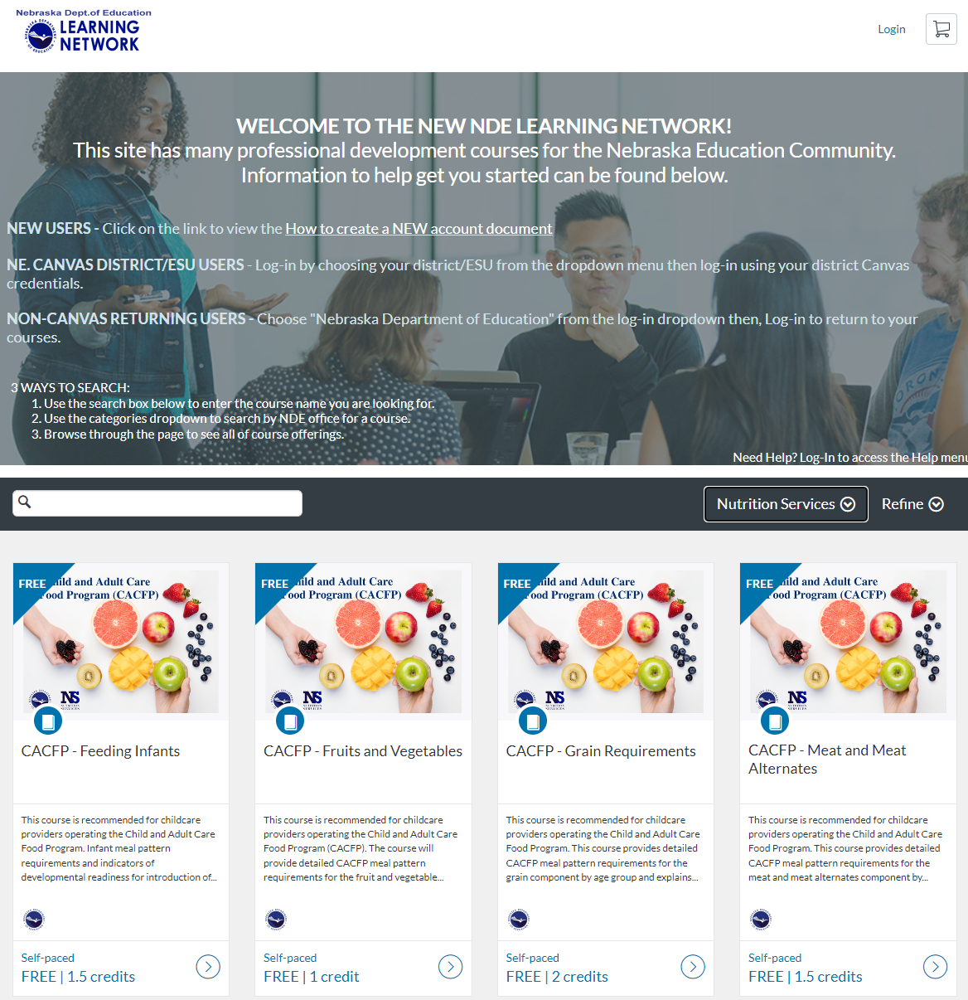 Nebraska Dept.of Education
LEARNING
NETWORK
Login
WELCOME TO THE NEW NDE LEARNING NETWORK!
This site has many professional development courses for the Nebraska Education Community.
Information to help get you started can be found below.
NEW USERS - Click on the link to view the How to create a NEW account document
NE. CANVAS DISTRICT/ESU USERS - Log-in by choosing your district/ESU from the dropdown menu then log-in using your district Canvas
credentials.
NON-CANVAS RETURNING USERS - Choose "Nebraska Department of Education" from the log-in dropdown then, Log-in to return to your
courses.
3 WAYS TO SEARCH:
1. Use the search box below to enter the course name you are looking for.
2. Use the categories dropdown to search by NDE office for a course.
3. Browse through the page to see all of course offerings.
Need Help? Log-In to access the Help menu
Nutrition Services
Refine
FREE
ild and Adult Care
ood Program (CACFP)
NS
NUTRITION
SERVICES
CACFP - Feeding Infants
This course is recommended for childcare
providers operating the Child and Adult Care
Food Program. Infant meal pattern
requirements and indicators of
developmental readiness for introduction of...
Self-paced
FREE | 1.5 credits
FREE
ild and Adult Care
ood Program (CACFP)
NS
NUTRITION
SERVICES
CACFP - Fruits and Vegetables
This course is recommended for childcare
providers operating the Child and Adult Care
Food Program (CACFP). The course will
provide detailed CACFP meal pattern
requirements for the fruit and vegetable...
Self-paced
FREE | 1 credit
FREE
ild and Adult Care
ood Program (CACFP)
NS
NUTRITION
SERVICES
CACFP - Grain Requirements
This course is recommended for childcare
providers operating the Child and Adult Care
Food Program. This course provides detailed
CACFP meal pattern requirements for the
grain component by age group and explains...
Self-paced
FREE | 2 credits
FREE
ild and Adult Care
ood Program (CACFP)
NS
NUTRITION
SERVICES
CACFP - Meat and Meat
Alternates
This course is recommended for childcare
providers operating the Child and Adult Care
Food Program. This course provides detailed
CACFP meal pattern requirements for the
meat and meat alternates component by...
Self-paced
FREE | 1.5 credits